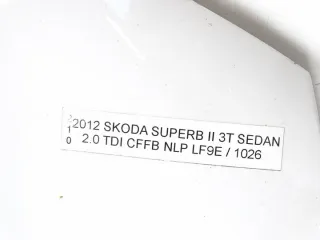 2012 SKODA SUPERB II 3T SEDAN
2.0 TDI CFFB NLP LF9E / 1026